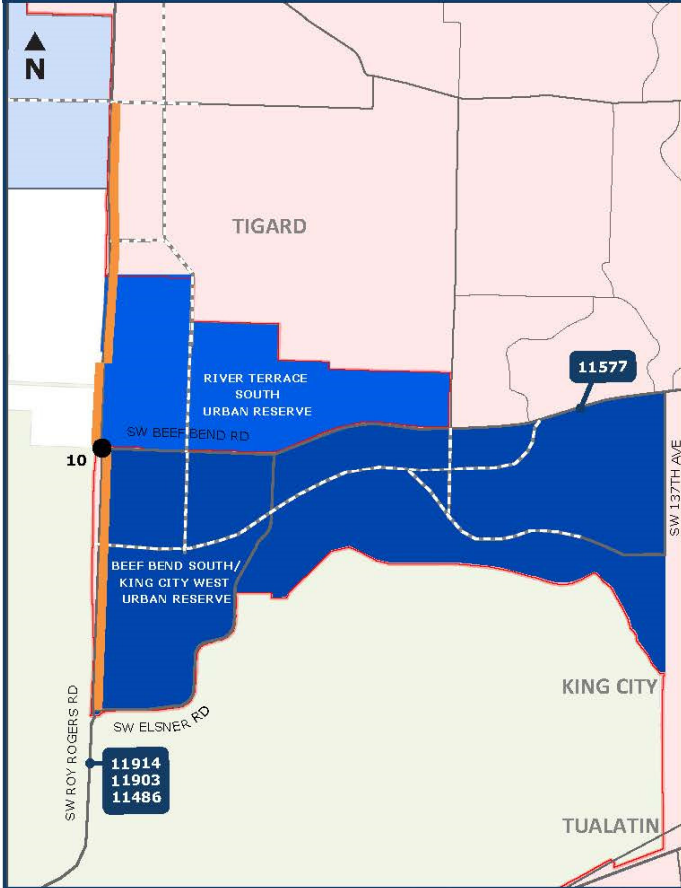 N
TIGARD
11577
RIVER TERRACE
SOUTH
URBAN RESERVE
SW BEEF BEND RD
10
SW 137TH AVE
BEEF BEND SOUTH/
KING CITY WEST
URBAN RESERVE
KING CITY
SW ROY ROGERS RD
SW ELSNER RD
11914
11903
11486
TUALATIN